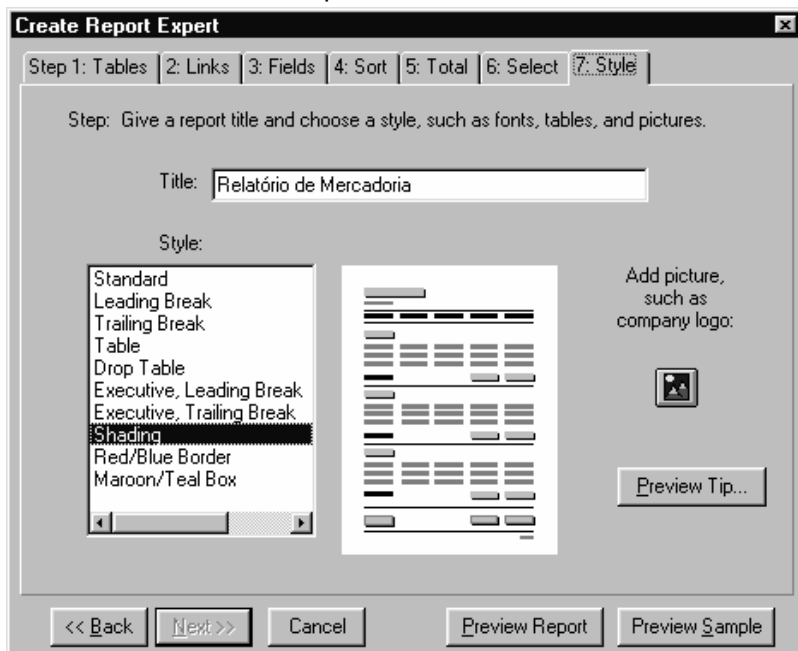 Create Report Expert
Step 1: Tables 2: Links 3: Fields 4: Sort 5: Total 6: Select 7: Style
Step: Give a report title and choose a style, such as fonts, tables, and pictures.
Title: Relatório de Mercadoria
Style:
Standard
Leading Break
Trailing Break
Table
Drop Table
Executive, Leading Break
Executive, Trailing Break
Shading
Red/Blue Border
Maroon/Teal Box
Add picture,
such as
company logo:
Preview Tip...
<< Back Next >> Cancel Preview Report Preview Sample